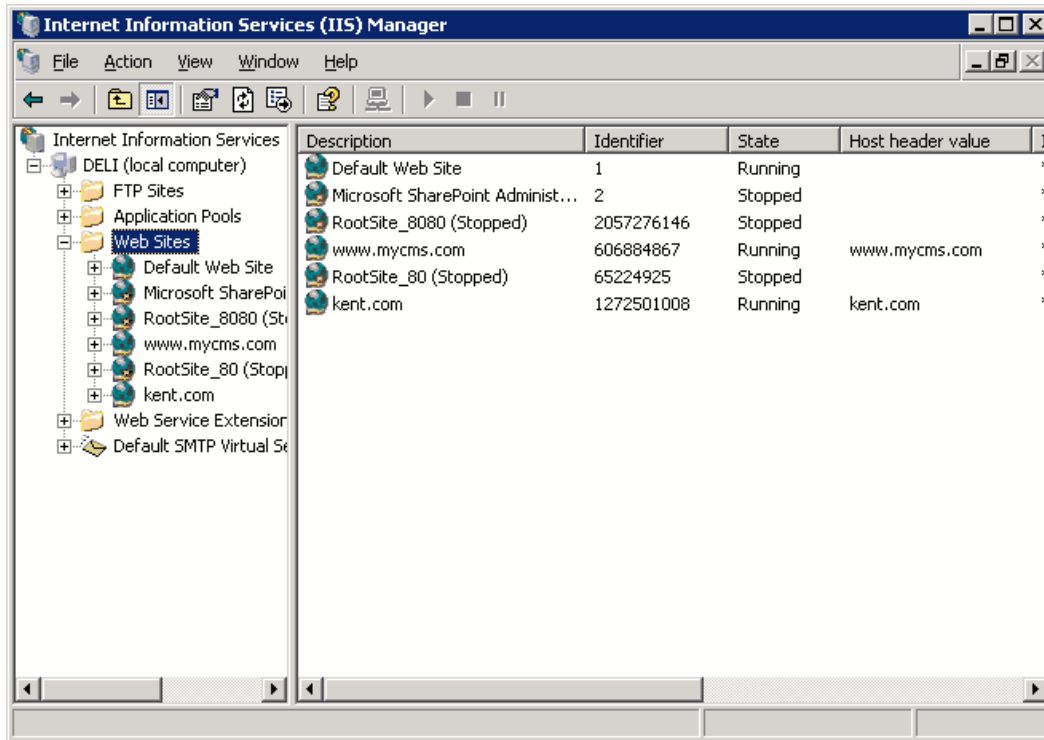 Internet Information Services (IIS) Manager
File Action View Window Help
Internet Information Services
DELI (local computer)
FTP Sites
Application Pools
Web Sites
Default Web Site
Microsoft SharePoi
RootSite_8080 (St
www.mycms.com
RootSite_80 (Stop
kent.com
Web Service Extension
Default SMTP Virtual Se
Description Identifier State Host header value
Default Web Site 1 Running
Microsoft SharePoint Administ... 2 Stopped
RootSite_8080 (Stopped) 2057276146 Stopped
www.mycms.com 606884867 Running www.mycms.com
RootSite_80 (Stopped) 65224925 Stopped
kent.com 1272501008 Running kent.com